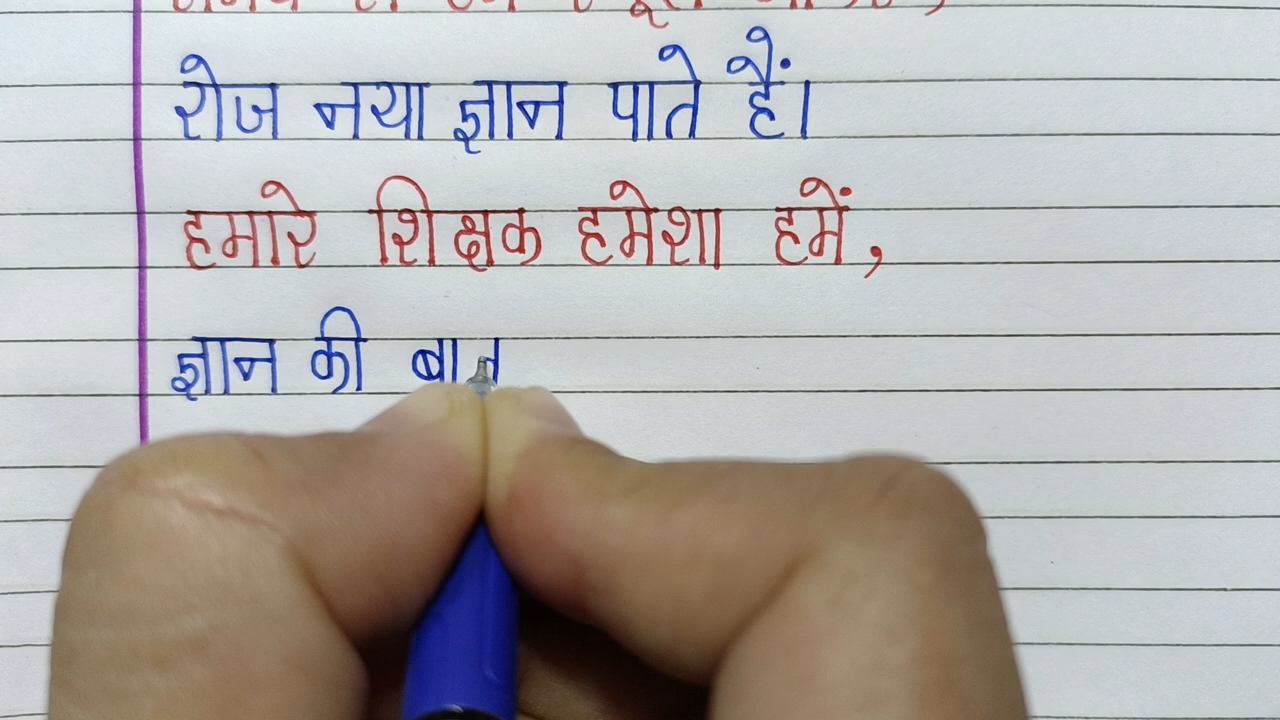 रोज नया ज्ञान पाते हैं।
हमारे शिक्षक हमेशा हमें,
ज्ञान की